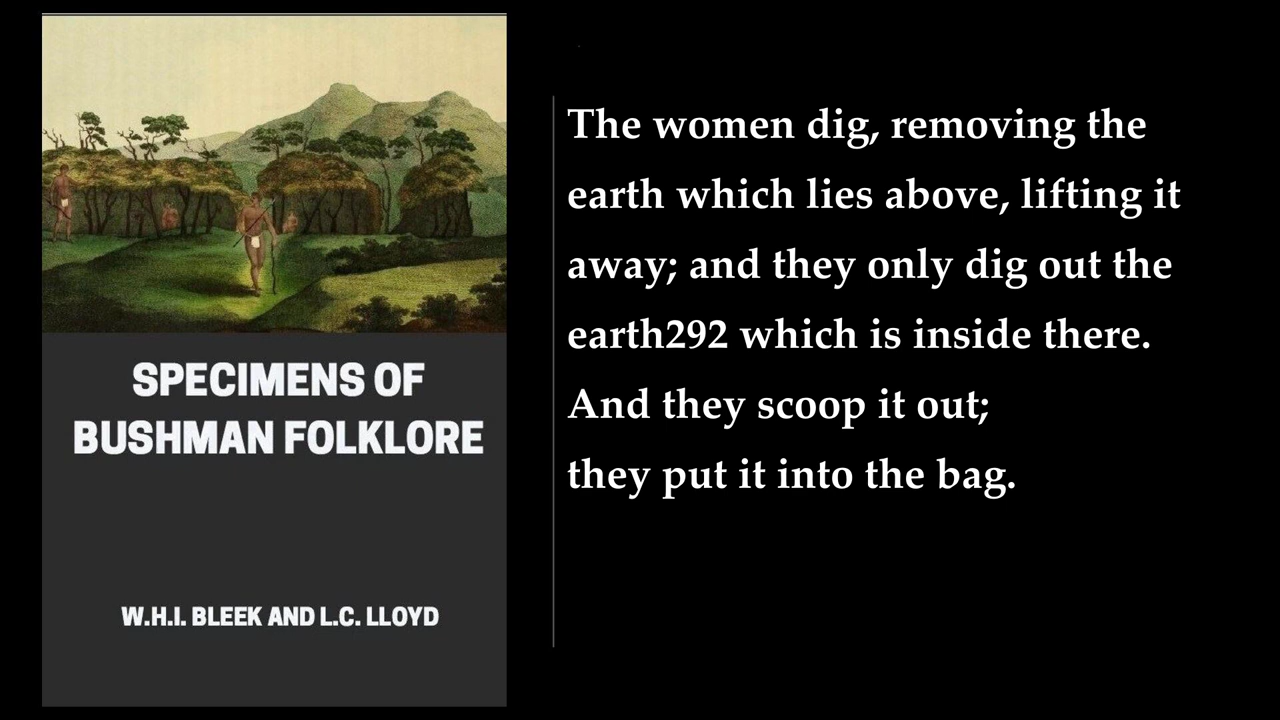 SPECIMENS OF
BUSHMAN FOLKLORE
W.H.I. BLEEK AND L.C. LLOYD
The women dig, removing the
earth which lies above, lifting it
away; and they only dig out the
earth292 which is inside there.
And they scoop it out;
they put it into the bag.